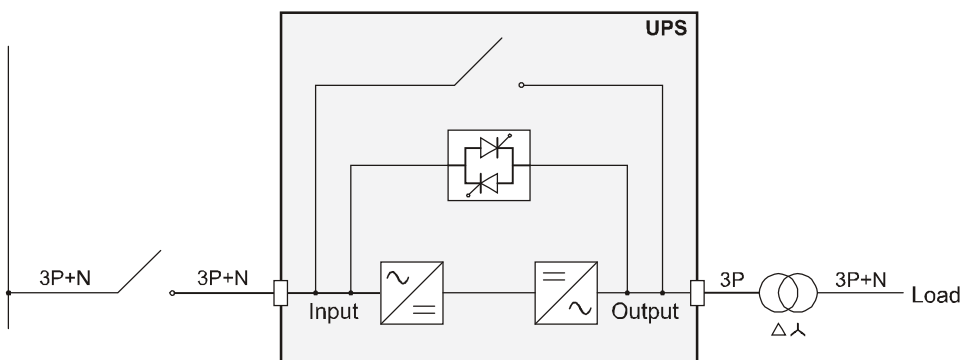 UPS
3P+N
3P+N
Input
Output
3P
3P+N
Load